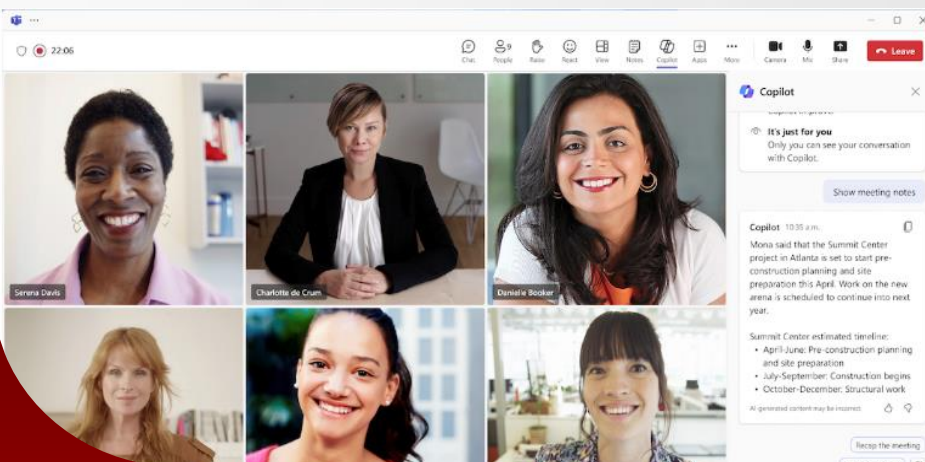 22:06
Chat
9
People
Raise
React
View
Notes
Copilot
Apps
More
Camera
Mic
Share
Leave
Serena Davis
Charlotte de Crum
Danielle Booker
Copilot
It's just for you
Only you can see your conversation
with Copilot.
Show meeting notes
Copilot 10:35 a.m.
Mona said that the Summit Center
project in Atlanta is set to start pre-
construction planning and site
preparation this April. Work on the new
arena is scheduled to continue into next
year.
Summit Center estimated timeline:
• April-June: Pre-construction planning
and site preparation
• July-September: Construction begins
• October-December: Structural work
AI generated content may be incorrect
Recap the meeting